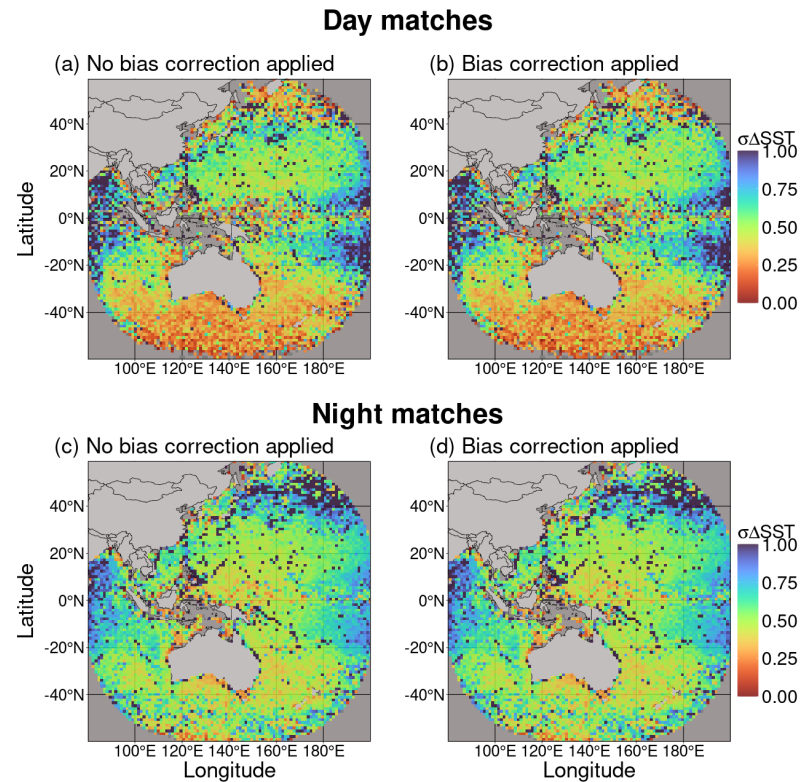 Day matches
(a) No bias correction applied
(b) Bias correction applied
40°N
20°N
0°N
-20°N
-40°N
Latitude
100°E 120°E 140°E 160°E 180°E
40°N
20°N
0°N
-20°N
-40°N
100°E 120°E 140°E 160°E 180°E
σΔSST
1.00
0.75
0.50
0.25
0.00
Night matches
(c) No bias correction applied
(d) Bias correction applied
40°N
20°N
0°N
-20°N
-40°N
Latitude
100°E 120°E 140°E 160°E 180°E
Longitude
40°N
20°N
0°N
-20°N
-40°N
100°E 120°E 140°E 160°E 180°E
Longitude
σΔSST
1.00
0.75
0.50
0.25
0.00